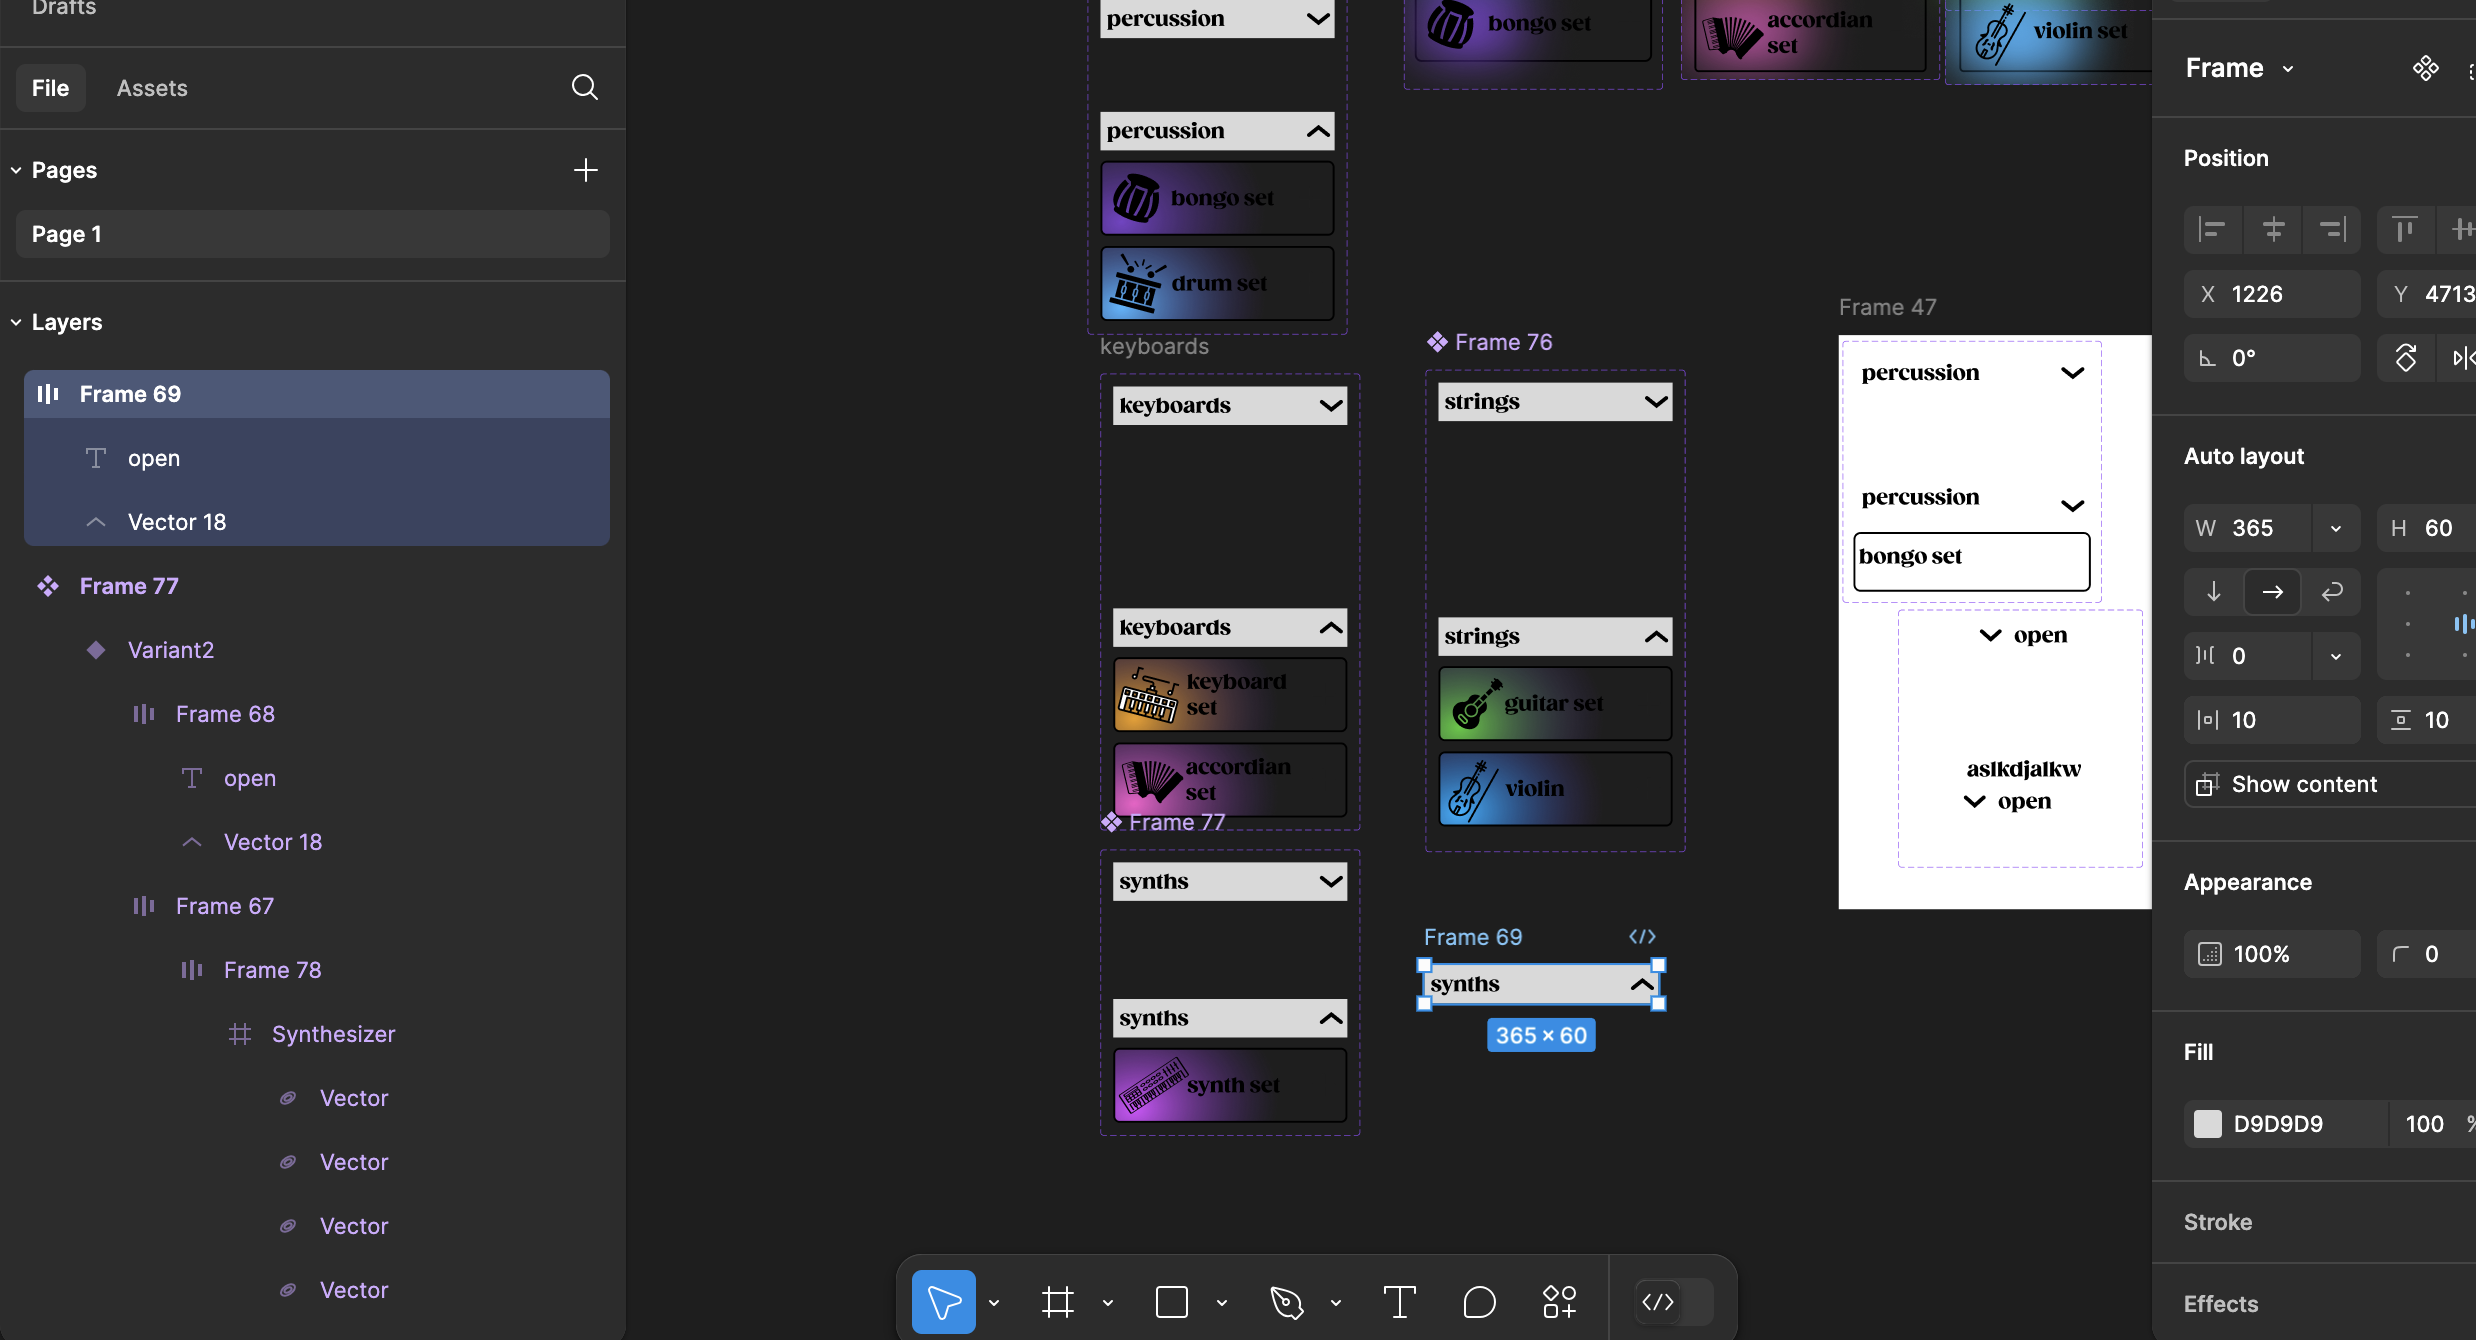 Drafts
File
Assets
Pages
Page 1
Layers
Frame 69
open
Vector 18
Frame 77
Variant2
Frame 68
open
Vector 18
Frame 67
Frame 78
Synthesizer
Vector
Vector
Vector
Vector
percussion
percussion
bongo set
drum set
bongo set
accordian
set
violin set
keyboards
keyboards
keyboards
keyboard
set
accordian
set
Frame 76
strings
strings
guitar set
violin
Frame 77
synths
synths
synth set
Frame 69
synths
365 × 60
Frame 47
percussion
percussion
bongo set
open
aslkdjalkw
open
Frame
Position
X 1226
Y 4713
0°
Auto layout
W 365
H 60
0
10
10
Show content
Appearance
100%
0
Fill
D9D9D9
100 %
Stroke
Effects